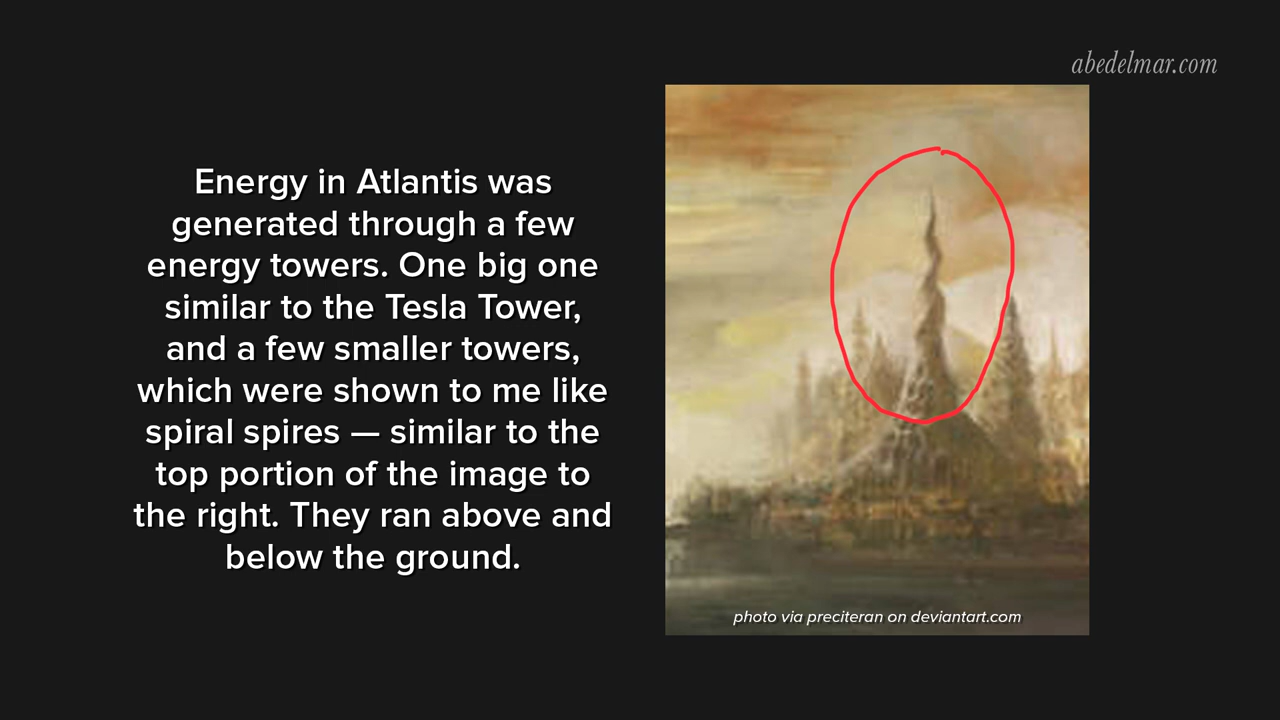 abedelmar.com
Energy in Atlantis was
generated through a few
energy towers. One big one
similar to the Tesla Tower,
and a few smaller towers,
which were shown to me like
spiral spires — similar to the
top portion of the image to
the right. They ran above and
below the ground.
photo via preciteran on deviantart.com